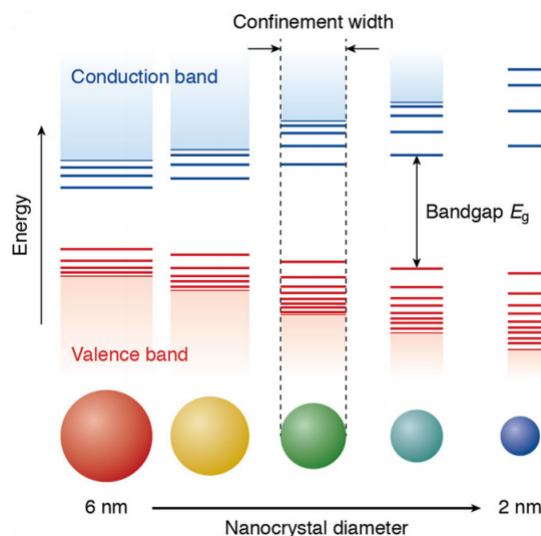 Confinement width
Conduction band
Energy
Bandgap Eg
Valence band
6 nm
2 nm
Nanocrystal diameter